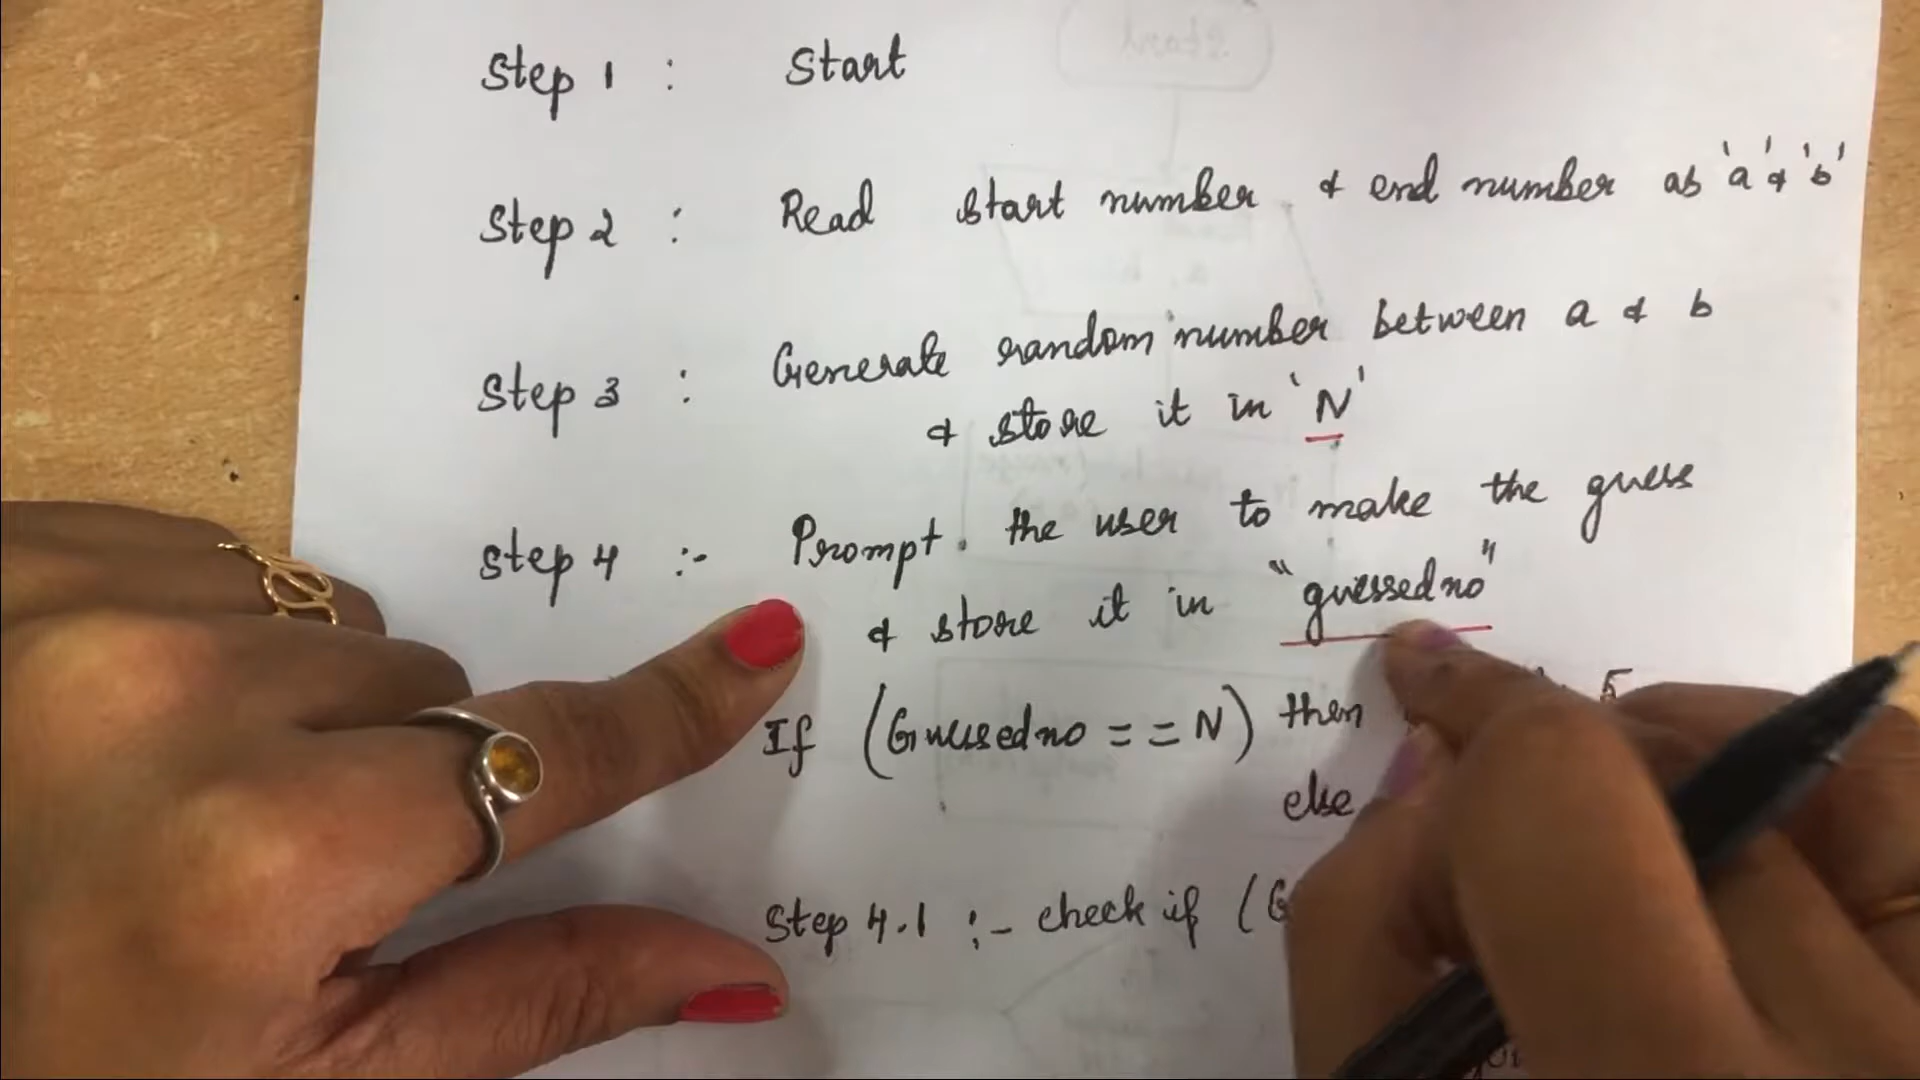 Step 1 : Start
Step 2 : Read start number & end number as 'a' & 'b'
Step 3 : Generate random number between a & b
& store it in 'N'
Step 4 :- Prompt the user to make the guess
& store it in "guessedno"
If (Guessedno == N) then 5
else
Step 4.1 :- check if (G